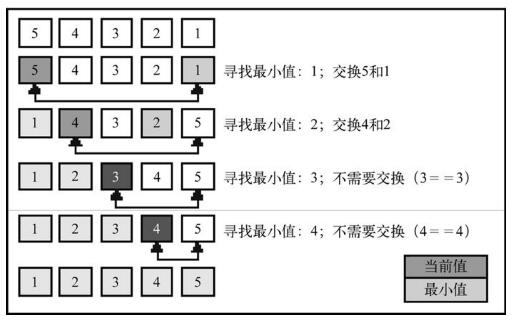 5 4 3 2 1
5 4 3 2 1 寻找最小值：1；交换5和1
1 4 3 2 5 寻找最小值：2；交换4和2
1 2 3 4 5 寻找最小值：3；不需要交换（3==3）
1 2 3 4 5 寻找最小值：4；不需要交换（4==4）
当前值
1 2 3 4 5 最小值